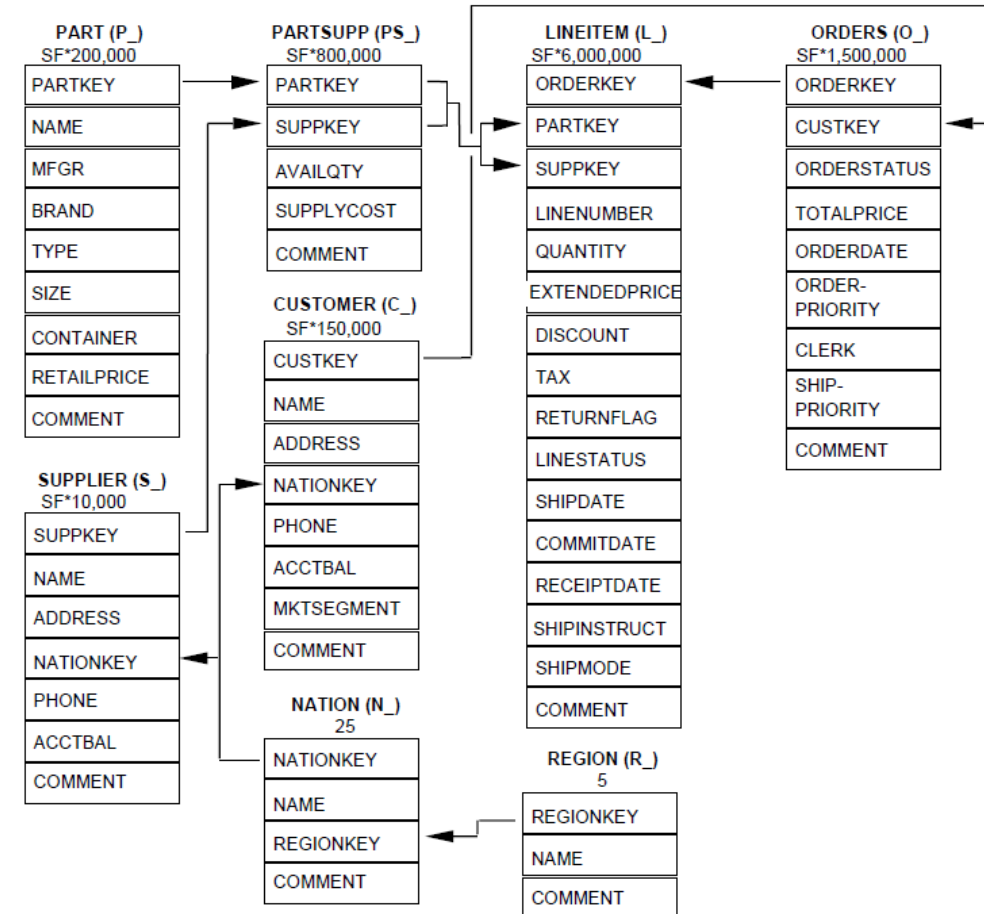 PART (P_)
SF*200,000
PARTKEY
NAME
MFGR
BRAND
TYPE
SIZE
CONTAINER
RETAILPRICE
COMMENT
SUPPLIER (S_)
SF*10,000
SUPPKEY
NAME
ADDRESS
NATIONKEY
PHONE
ACCTBAL
COMMENT
PARTSUPP (PS_)
SF*800,000
PARTKEY
SUPPKEY
AVAILQTY
SUPPLYCOST
COMMENT
CUSTOMER (C_)
SF*150,000
CUSTKEY
NAME
ADDRESS
NATIONKEY
PHONE
ACCTBAL
MKTSEGMENT
COMMENT
NATION (N_)
25
NATIONKEY
NAME
REGIONKEY
COMMENT
LINEITEM (L_)
SF*6,000,000
ORDERKEY
PARTKEY
SUPPKEY
LINENUMBER
QUANTITY
EXTENDEDPRICE
DISCOUNT
TAX
RETURNFLAG
LINESTATUS
SHIPDATE
COMMITDATE
RECEIPTDATE
SHIPINSTRUCT
SHIPMODE
COMMENT
REGION (R_)
5
REGIONKEY
NAME
COMMENT
ORDERS (O_)
SF*1,500,000
ORDERKEY
CUSTKEY
ORDERSTATUS
TOTALPRICE
ORDERDATE
ORDER-
PRIORITY
CLERK
SHIP-
PRIORITY
COMMENT